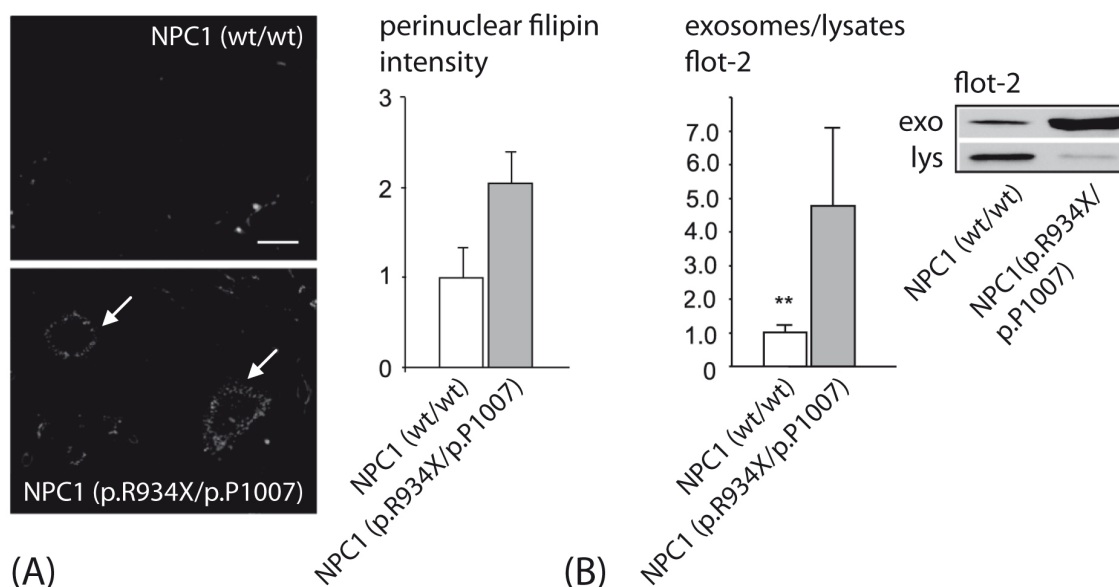 NPC1 (wt/wt)
NPC1 (p.R934X/p.P1007)
(A)
perinuclear filipin
intensity
3
2
1
0
NPC1 (wt/wt)
NPC1 (p.R934X/p.P1007)
(B)
exosomes/lysates
flot-2
7.0
6.0
5.0
4.0
3.0
2.0
1.0
0
**
NPC1 (wt/wt)
NPC1 (p.R934X/p.P1007)
flot-2
exo
lys
NPC1 (wt/wt)
NPC1(p.R934X/
p.P1007)